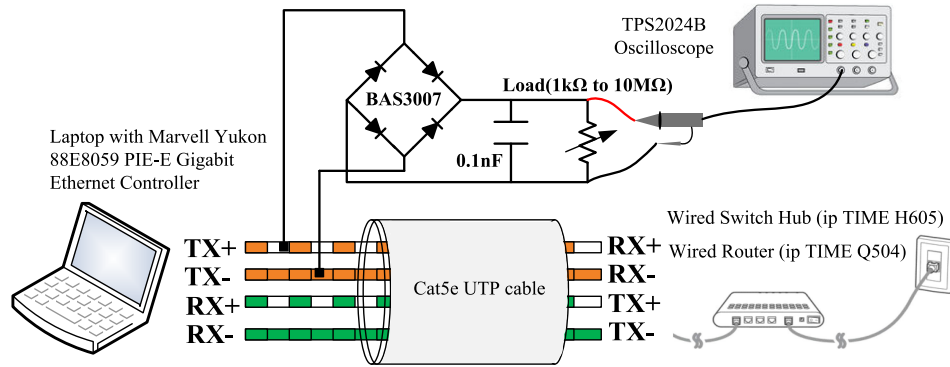 TPS2024B
Oscilloscope
BAS3007
Load(1kΩ to 10MΩ)
0.1nF
Laptop with Marvell Yukon
88E8059 PIE-E Gigabit
Ethernet Controller
TX+
TX-
RX+
RX-
Cat5e UTP cable
RX+
RX-
TX+
TX-
Wired Switch Hub (ip TIME H605)
Wired Router (ip TIME Q504)